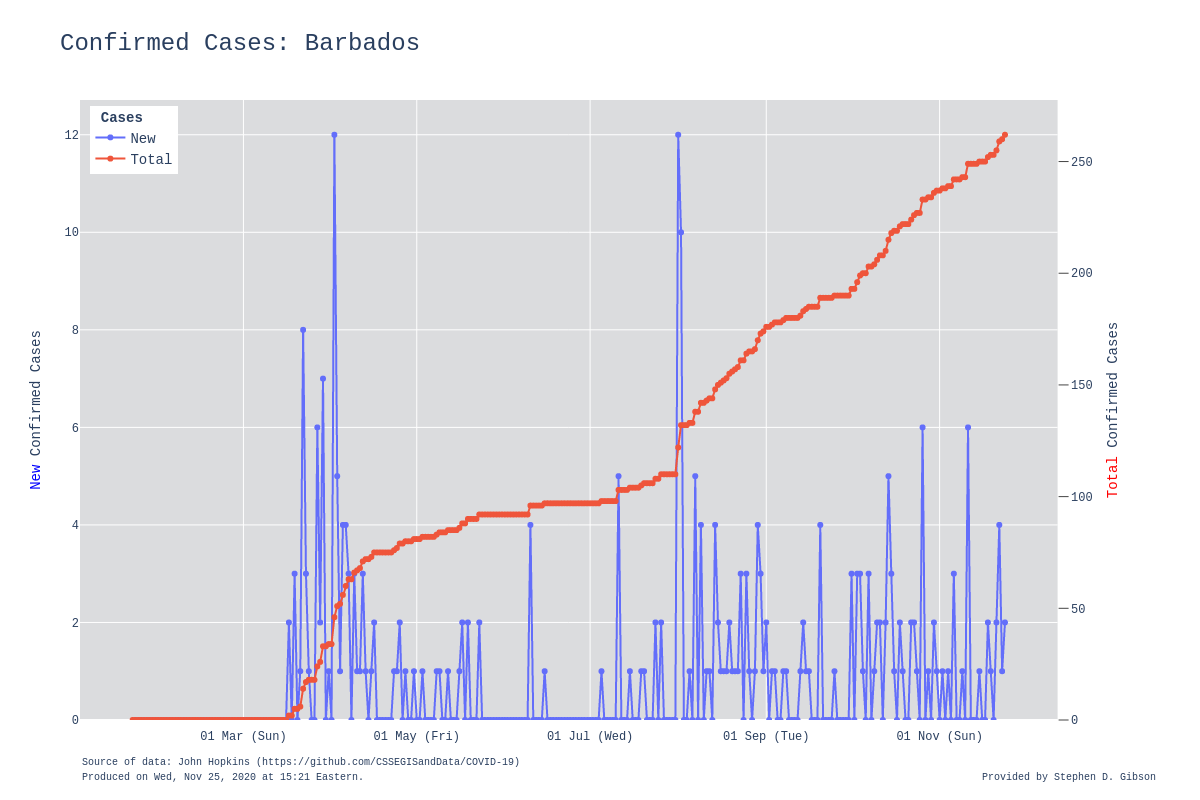 Confirmed Cases: Barbados
Cases
New
Total
12
10
8
6
4
2
0
250
200
150
100
50
0
New Confirmed Cases
Total Confirmed Cases
01 Mar (Sun)
01 May (Fri)
01 Jul (Wed)
01 Sep (Tue)
01 Nov (Sun)
Source of data: John Hopkins (https://github.com/CSSEGISandData/COVID-19)
Produced on Wed, Nov 25, 2020 at 15:21 Eastern.
Provided by Stephen D. Gibson